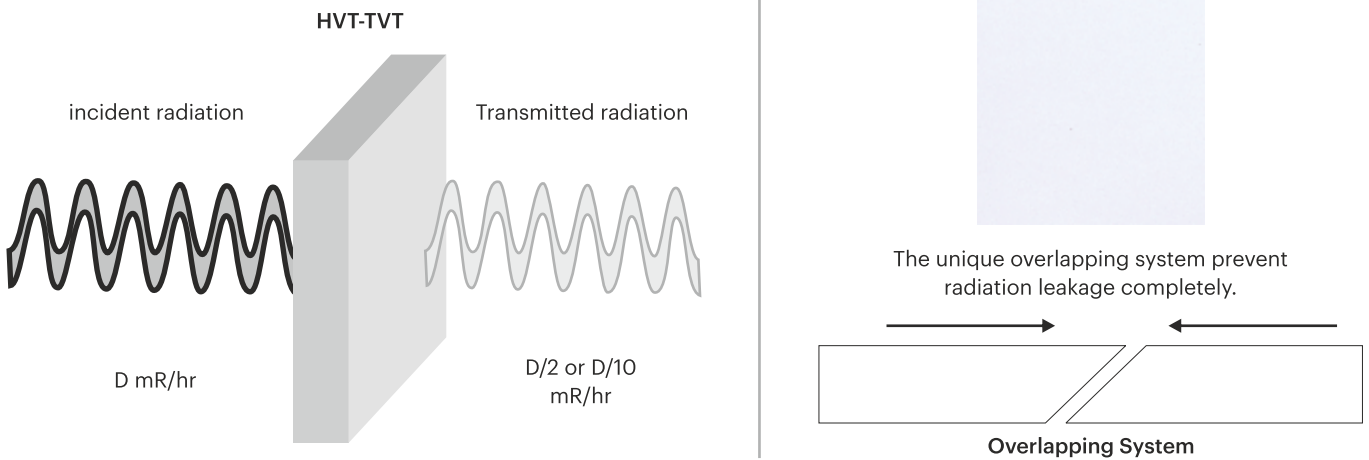 HVT-TVT
incident radiation
Transmitted radiation
D mR/hr
D/2 or D/10
mR/hr
The unique overlapping system prevent
radiation leakage completely.
Overlapping System